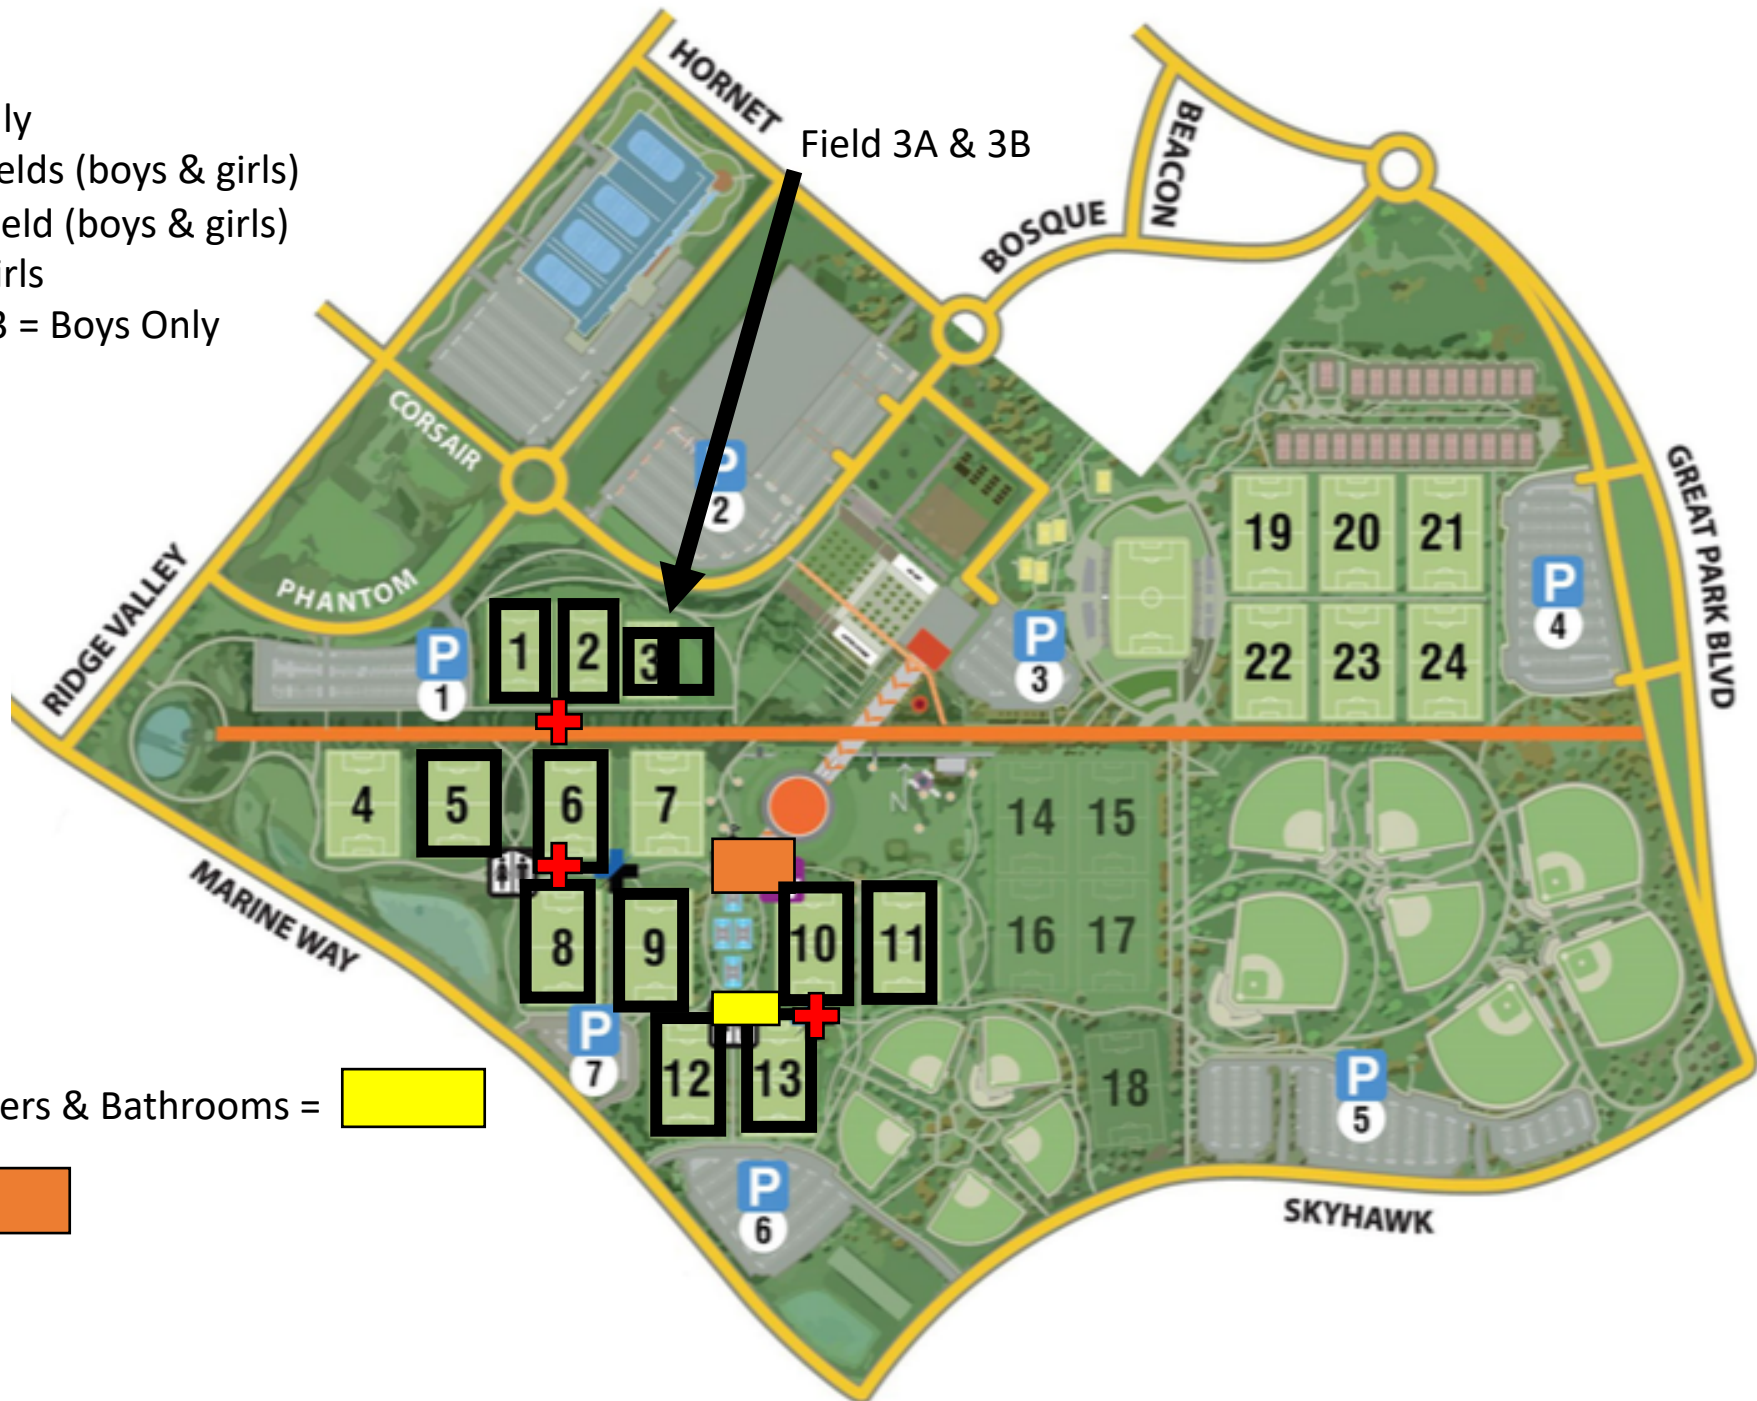 HORNET
ly
Field 3A & 3B
BEACON
elds (boys & girls)
eld (boys & girls)
BOSQUE
irls
3 = Boys Only
CORSAIR
P
2
GREAT PARK BLVD
19 20 21
RIDGE VALLEY
PHANTOM
P
4
1 2 3
P
1
P
3
22 23 24
4 5 6 7
14 15
MARINE WAY
8 9 10 11
16 17
P
7
12 13
18
P
5
ers & Bathrooms =
P
6
SKYHAWK
N